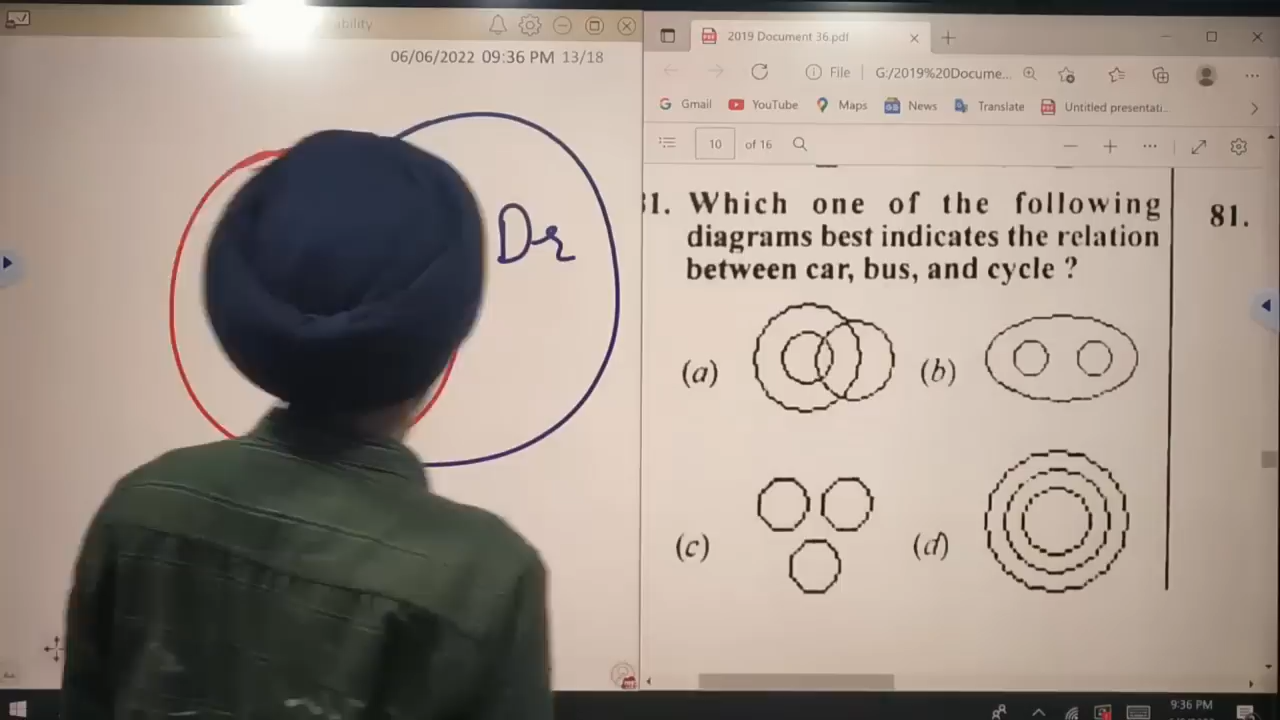 ability
06/06/2022 09:36 PM 13/18
Dr
2019 Document 36.pdf
File
G:/2019%20Docume...
Gmail
YouTube
Maps
News
Translate
Untitled presentati..
10 of 16
31. Which one of the following
diagrams best indicates the relation
between car, bus, and cycle ?
(a)
(b)
(c)
(d)
81.
9:36 PM